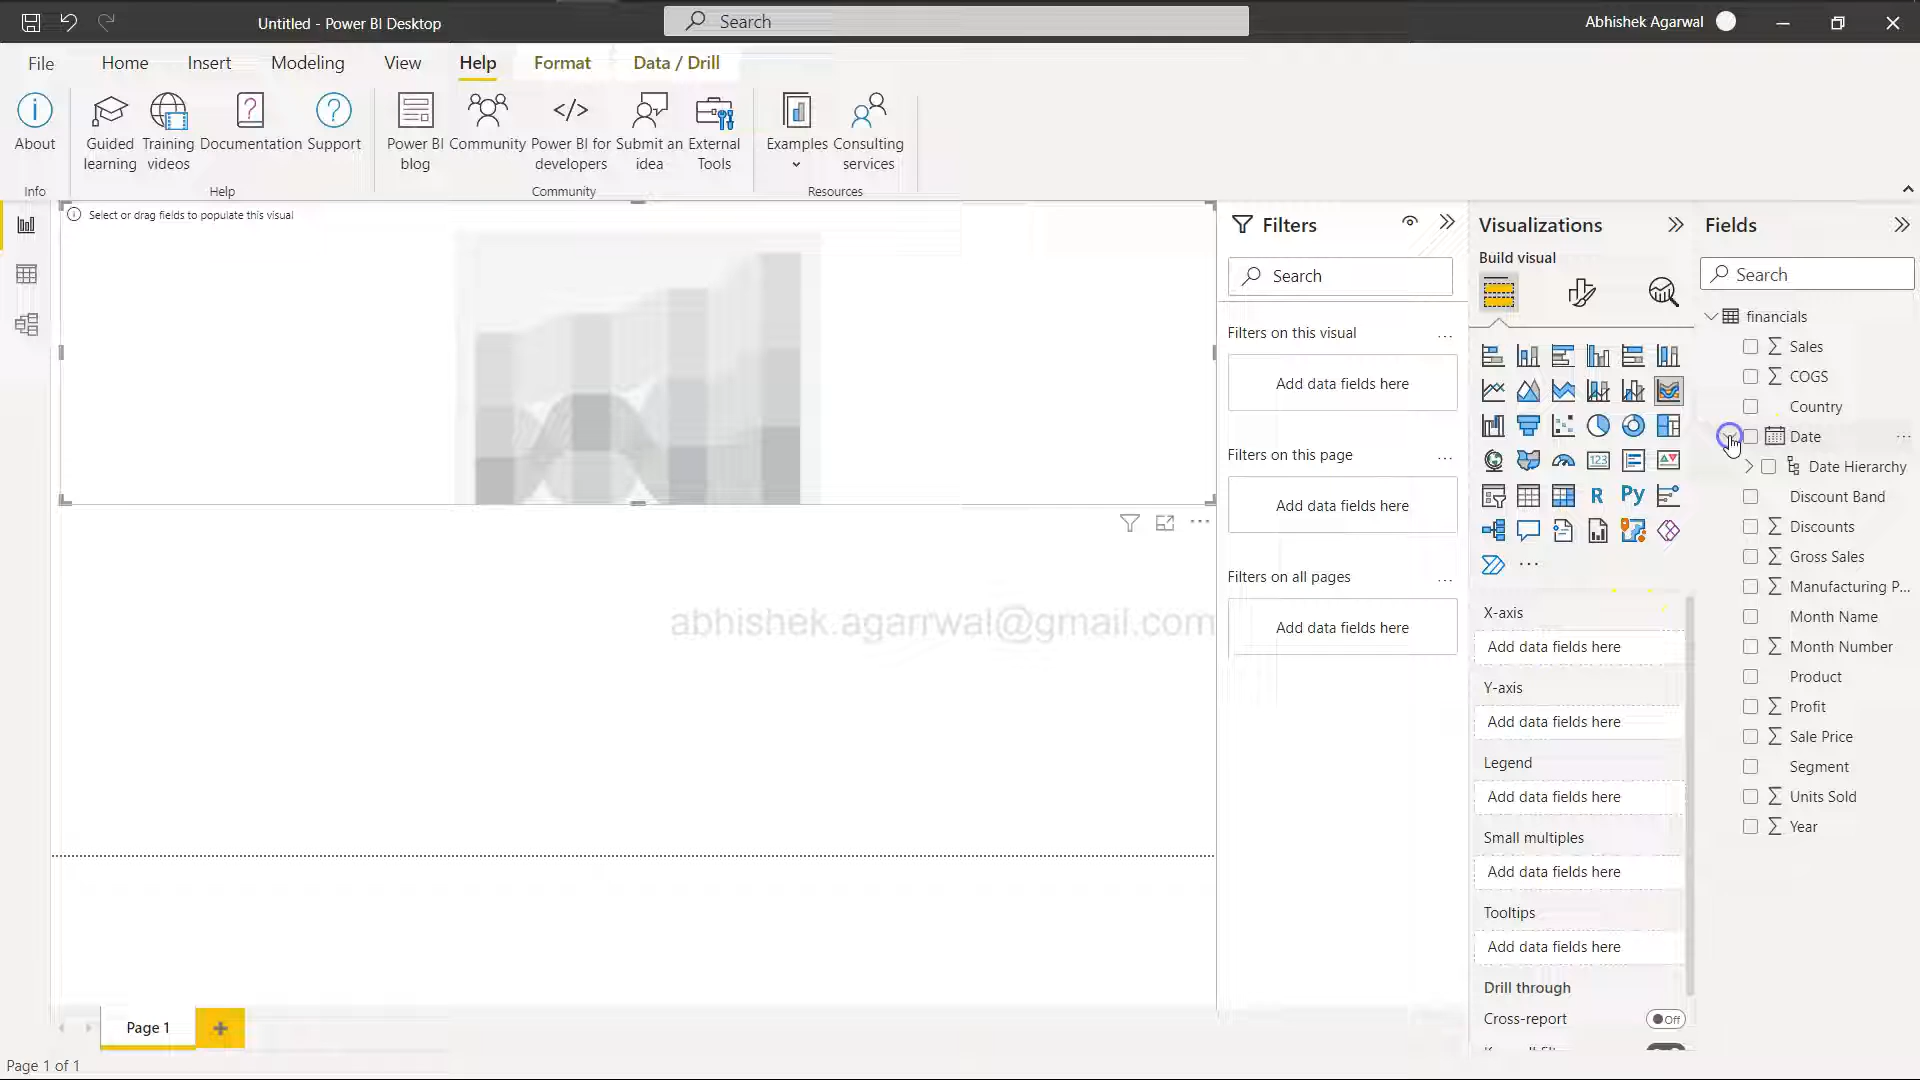 Untitled - Power BI Desktop
Search
Abhishek Agarwal
File
Home
Insert
Modeling
View
Help
Format
Data / Drill
About
Guided learning
Training videos
Documentation
Support
Power BI blog
Community
Power BI for developers
Submit an idea
External Tools
Examples
Consulting services
Info
Help
Community
Resources
Select or drag fields to populate this visual
abhishek.agarrwal@gmail.com
Filters
Search
Filters on this visual
...
Add data fields here
Filters on this page
...
Add data fields here
Filters on all pages
...
Add data fields here
Visualizations
Build visual
R
Py
123
...
X-axis
Add data fields here
Y-axis
Add data fields here
Legend
Add data fields here
Small multiples
Add data fields here
Tooltips
Add data fields here
Drill through
Cross-report
Off
Fields
Search
financials
Sales
COGS
Country
Date
...
Date Hierarchy
Discount Band
Discounts
Gross Sales
Manufacturing P...
Month Name
Month Number
Product
Profit
Sale Price
Segment
Units Sold
Year
Page 1
Page 1 of 1